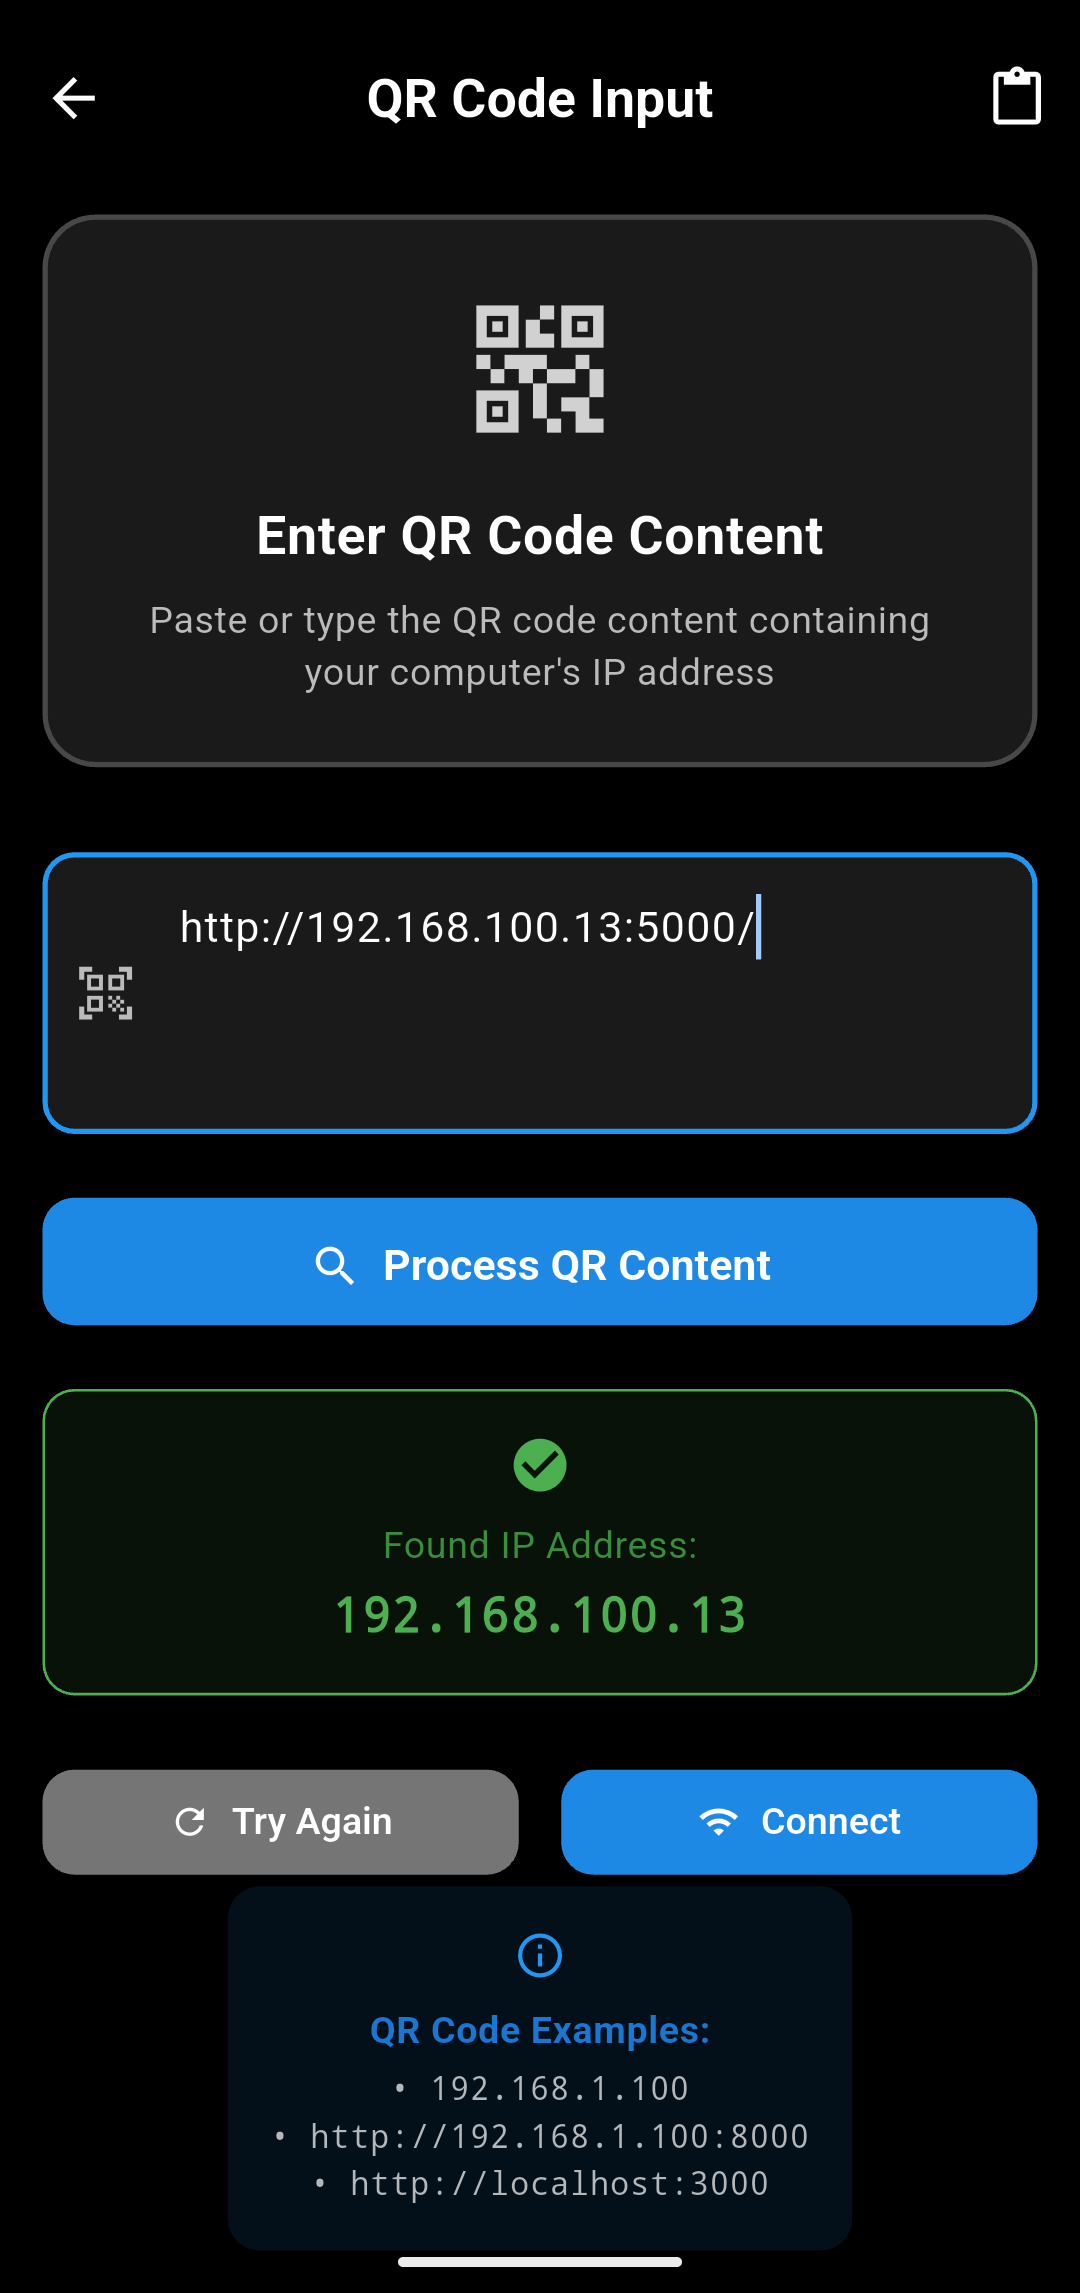 QR Code Input
Enter QR Code Content
Paste or type the QR code content containing
your computer's IP address
http://192.168.100.13:5000/
Process QR Content
Found IP Address:
192.168.100.13
Try Again
Connect
QR Code Examples:
• 192.168.1.100
• http://192.168.1.100:8000
• http://localhost:3000